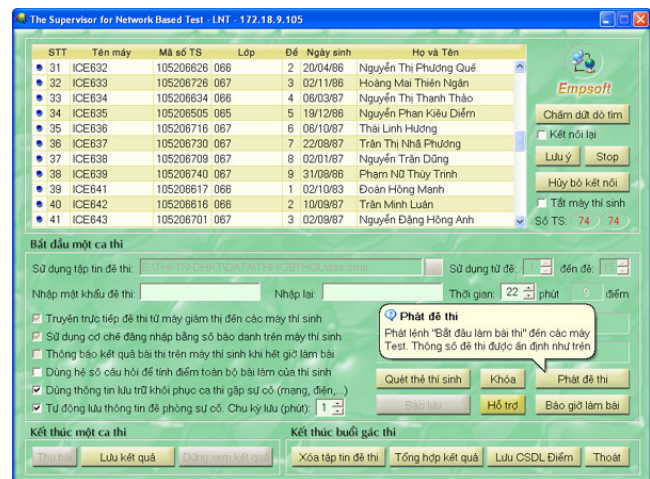 The Supervisor for Network Based Test - LNT - 172.18.9.105
STT Tên máy Mã số TS Lớp Đề Ngày sinh Họ và Tên
31 ICE632 105206626 066 2 20/04/86 Nguyễn Thị Phương Quế
32 ICE633 105206726 067 3 02/11/86 Hoàng Mai Thiên Ngân
33 ICE634 105206634 066 4 06/03/87 Nguyễn Thị Thanh Thảo
34 ICE635 105206505 065 5 19/12/86 Nguyễn Phan Kiều Diễm
35 ICE636 105206716 067 6 06/10/87 Thái Linh Hương
36 ICE637 105206730 067 7 22/08/87 Trần Thị Nhã Phương
37 ICE638 105206709 067 8 02/01/87 Nguyễn Trần Dũng
38 ICE639 105206740 067 9 31/08/86 Phạm Nữ Thùy Trinh
39 ICE641 105206617 066 1 02/10/83 Đoàn Hồng Mạnh
40 ICE642 105206616 066 2 10/09/87 Trần Minh Luân
41 ICE643 105206701 067 3 02/09/87 Nguyễn Đặng Hồng Anh
Empsoft
Chấm dứt dò tìm
Kết nối lại
Lưu ý Stop
Hủy bỏ kết nối
Tắt máy thí sinh
Số TS: 74 74
Bắt đầu một ca thi
Sử dụng tập tin đề thi: Sử dụng từ đề: 1 đến đề: 15
Nhập mật khẩu đề thi: Nhập lại: Thời gian: 22 phút 9 điểm
Truyền trực tiếp đề thi từ máy giám thị đến các máy thí sinh
Sử dụng cơ chế đăng nhập bằng số báo danh trên máy thí sinh
Thông báo kết quả bài thi trên máy thí sinh khi hết giờ làm bài
Dùng hệ số câu hỏi để tính điểm toàn bộ bài làm của thí sinh
Dùng thông tin lưu trữ khôi phục ca thi gặp sự cố (mạng, điện,...)
Tự động lưu thông tin đề phòng sự cố. Chu kỳ lưu (phút): 1
Phát đề thi
Phát lệnh "Bắt đầu làm bài thi" đến các máy
Test. Thông số đề thi được ấn định như trên
Quét thẻ thí sinh Khóa Phát đề thi
Bảo lưu Hỗ trợ Báo giờ làm bài
Kết thúc một ca thi
Thu bài Lưu kết quả Dừng xem kết quả
Kết thúc buổi gác thi
Xóa tập tin đề thi Tổng hợp kết quả Lưu CSDL Điểm Thoát